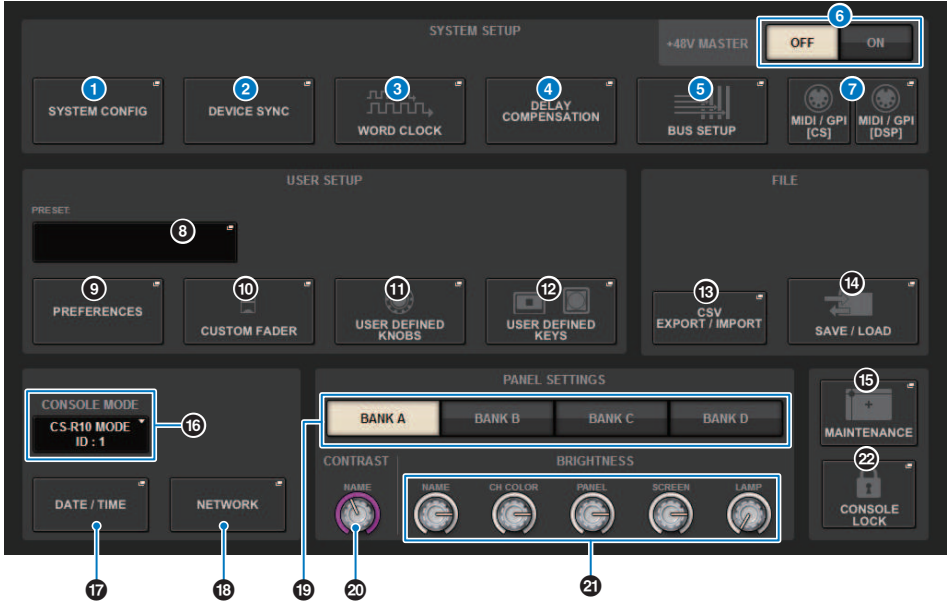 SYSTEM SETUP
6
+48V MASTER
OFF
ON
1
SYSTEM CONFIG
2
DEVICE SYNC
3
WORD CLOCK
4
DELAY
COMPENSATION
5
BUS SETUP
7
MIDI / GPI
[CS]
MIDI / GPI
[DSP]
USER SETUP
PRESET
8
9
PREFERENCES
10
CUSTOM FADER
11
USER DEFINED
KNOBS
12
USER DEFINED
KEYS
FILE
13
CSV
EXPORT / IMPORT
14
SAVE / LOAD
CONSOLE MODE
CS-R10 MODE
ID : 1
16
DATE / TIME
NETWORK
PANEL SETTINGS
BANK A
BANK B
BANK C
BANK D
CONTRAST
NAME
BRIGHTNESS
NAME
CH COLOR
PANEL
SCREEN
LAMP
15
MAINTENANCE
22
CONSOLE
LOCK
17
18
19
20
21